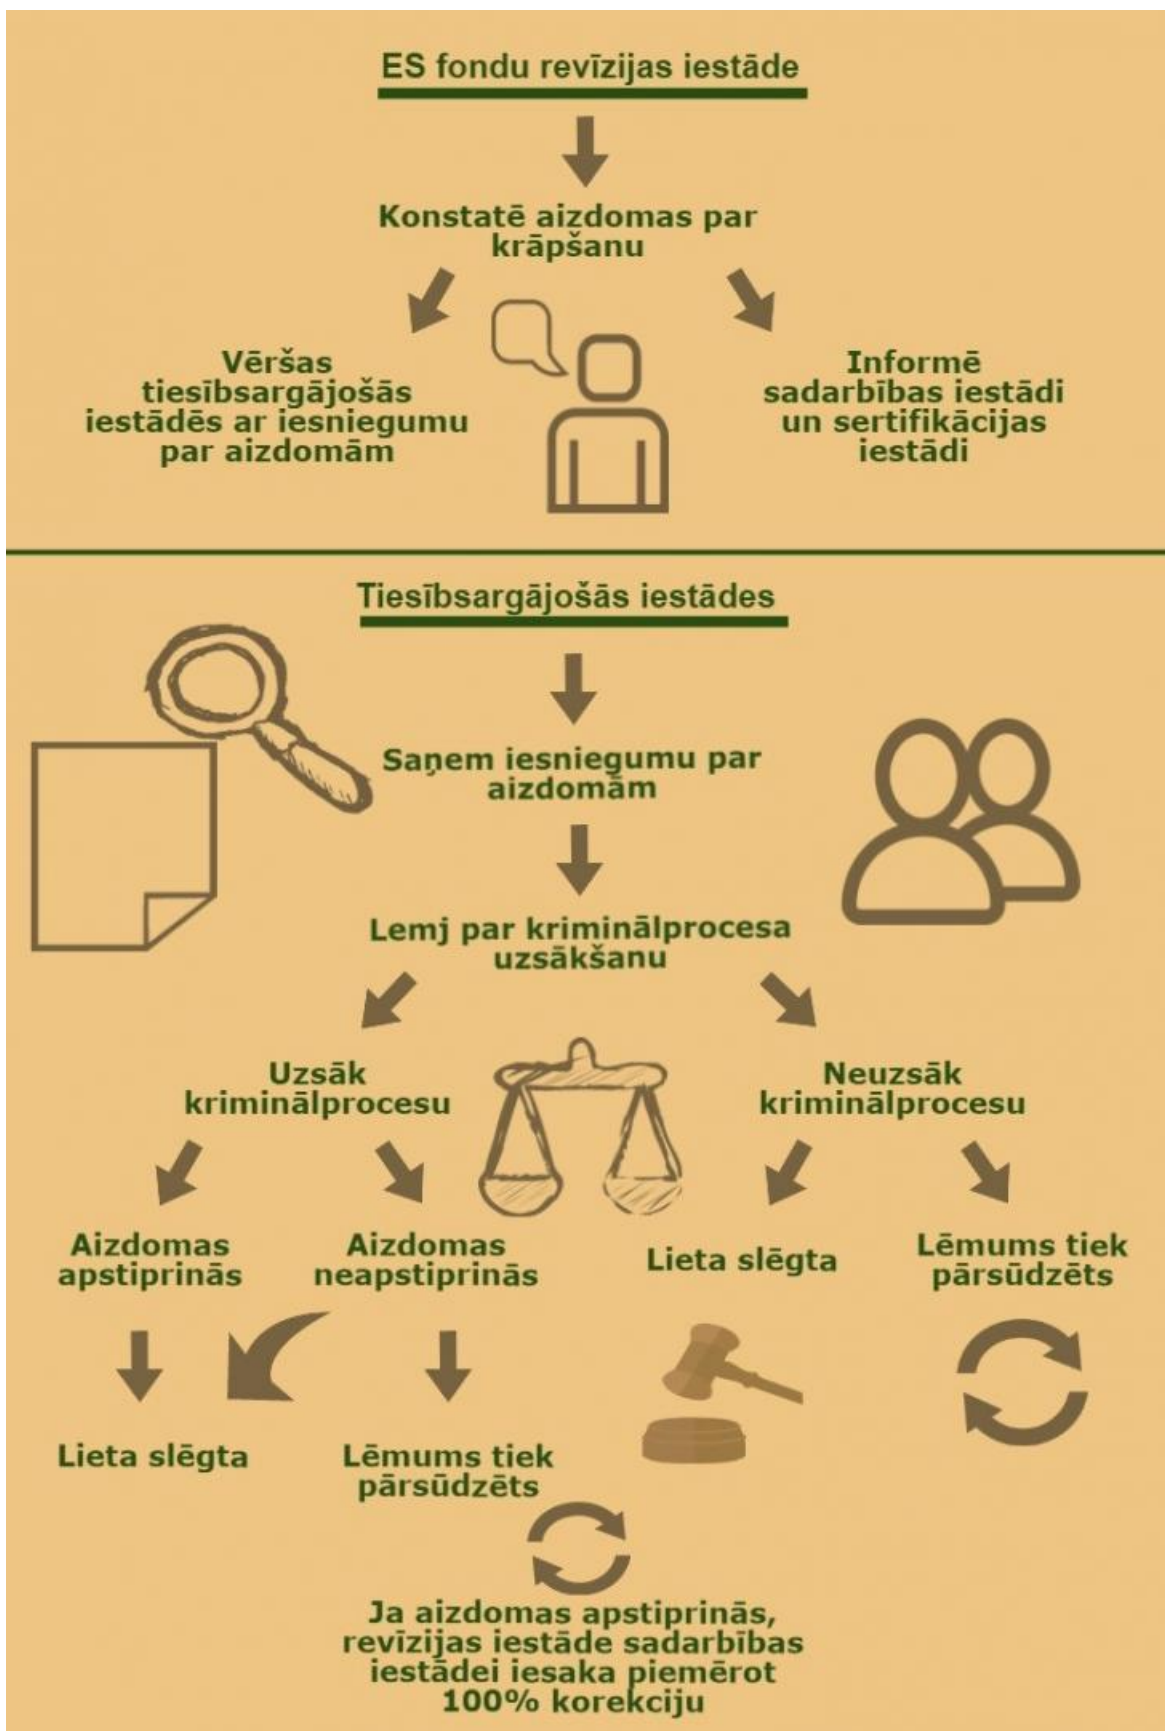 ES fondu revīzijas iestāde
Konstatē aizdomas par
krāpšanu
Vēršas
tiesībsargājošās
iestādēs ar iesniegumu
par aizdomām
Informē
sadarbības iestādi
un sertifikācijas
iestādi
Tiesībsargājošās iestādes
Saņem iesniegumu par
aizdomām
Lemj par kriminālprocesa
uzsākšanu
Uzsāk
kriminālprocesu
Neuzsāk
kriminālprocesu
Aizdomas
apstiprinās
Aizdomas
neapstiprinās
Lieta slēgta
Lēmums tiek
pārsūdzēts
Lieta slēgta
Lēmums tiek
pārsūdzēts
Ja aizdomas apstiprinās,
revīzijas iestāde sadarbības
iestādei iesaka piemērot
100% korekciju